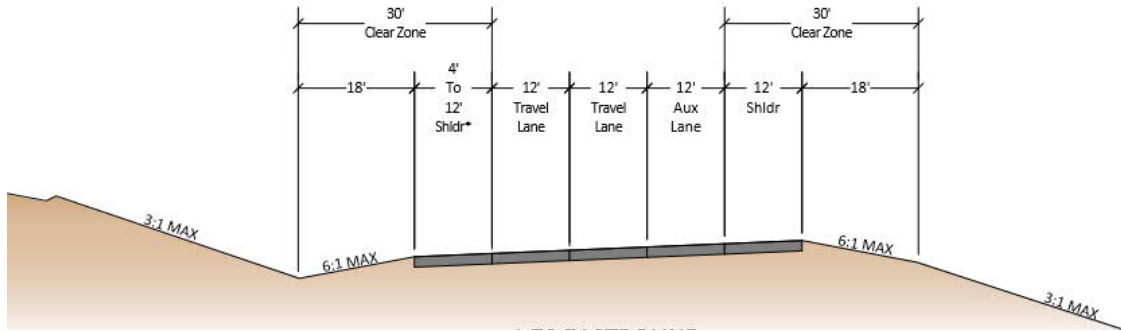 30'
Clear Zone
30'
Clear Zone
18'
4'
To
12'
Shldr*
12'
Travel
Lane
12'
Travel
Lane
12'
Aux
Lane
12'
Shldr
18'
3:1 MAX
6:1 MAX
6:1 MAX
3:1 MAX